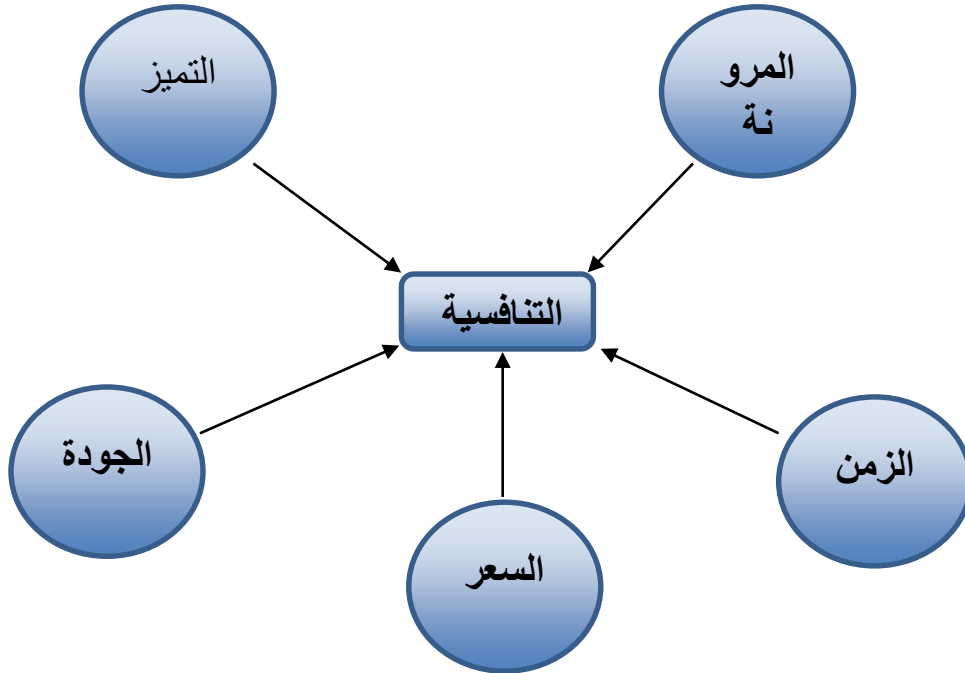 التميز
المرو
نة
التنافسية
الجودة
الزمن
السعر